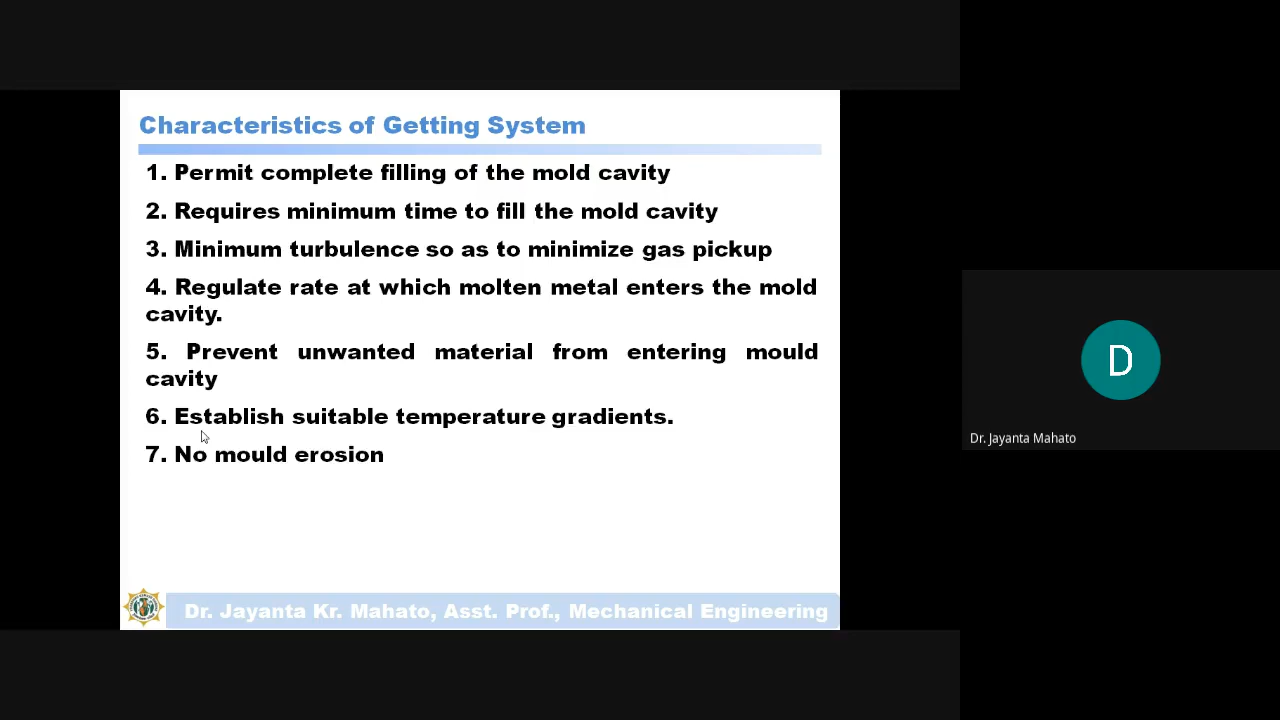 Characteristics of Getting System
1. Permit complete filling of the mold cavity
2. Requires minimum time to fill the mold cavity
3. Minimum turbulence so as to minimize gas pickup
4. Regulate rate at which molten metal enters the mold
cavity.
5. Prevent unwanted material from entering mould
cavity
6. Establish suitable temperature gradients.
7. No mould erosion
Dr. Jayanta Kr. Mahato, Asst. Prof., Mechanical Engineering
D
Dr. Jayanta Mahato